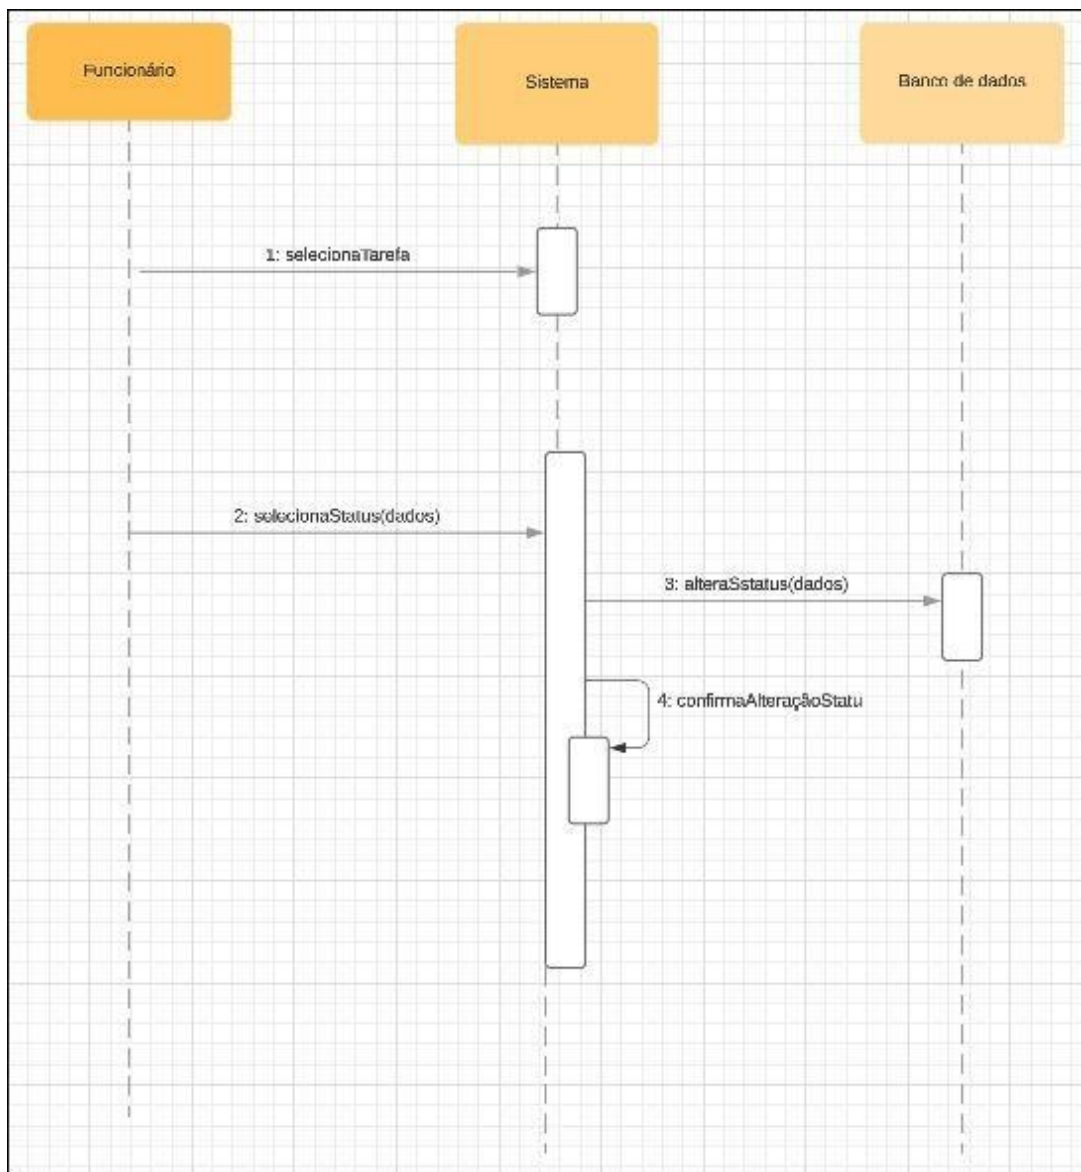 Funcionário
Sistema
Banco de dados
1: selecionaTarefa
2: selecionaStatus(dados)
3: alteraSstatus(dados)
4: confirmaAlteraçãoStatu